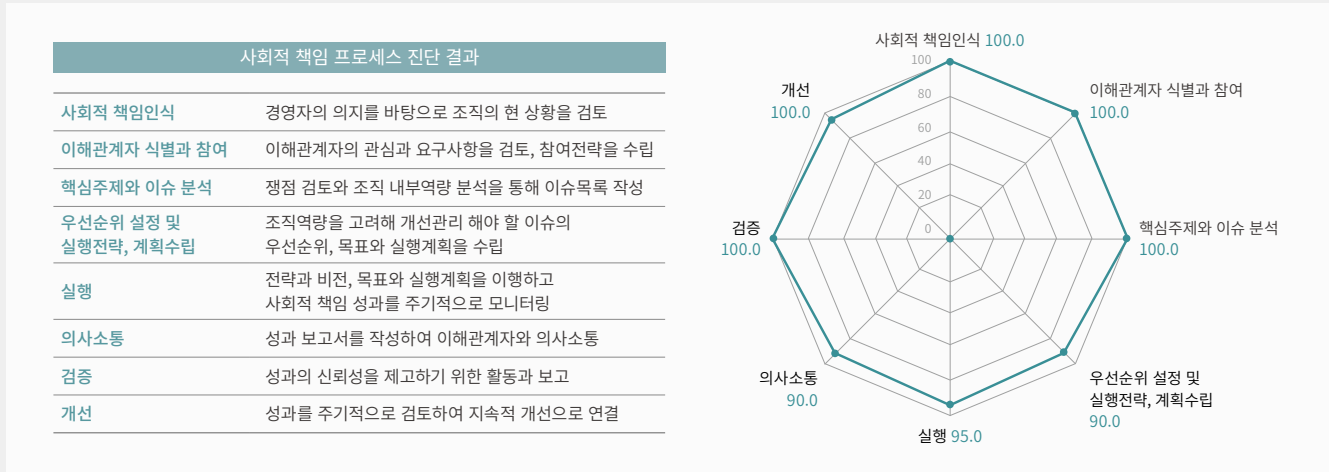 사회적 책임 프로세스 진단 결과
사회적 책임인식 경영자의 의지를 바탕으로 조직의 현 상황을 검토
이해관계자 식별과 참여 이해관계자의 관심과 요구사항을 검토, 참여전략을 수립
핵심주제와 이슈 분석 쟁점 검토와 조직 내부역량 분석을 통해 이슈목록 작성
우선순위 설정 및
실행전략, 계획수립
조직역량을 고려해 개선관리 해야 할 이슈의
우선순위, 목표와 실행계획을 수립
실행
전략과 비전, 목표와 실행계획을 이행하고
사회적 책임 성과를 주기적으로 모니터링
의사소통 성과 보고서를 작성하여 이해관계자와 의사소통
검증 성과의 신뢰성을 제고하기 위한 활동과 보고
개선 성과를 주기적으로 검토하여 지속적 개선으로 연결
사회적 책임인식 100.0
이해관계자 식별과 참여
100.0
핵심주제와 이슈 분석
100.0
우선순위 설정 및
실행전략, 계획수립
90.0
실행 95.0
의사소통
90.0
검증
100.0
개선
100.0
100
80
60
40
20
0